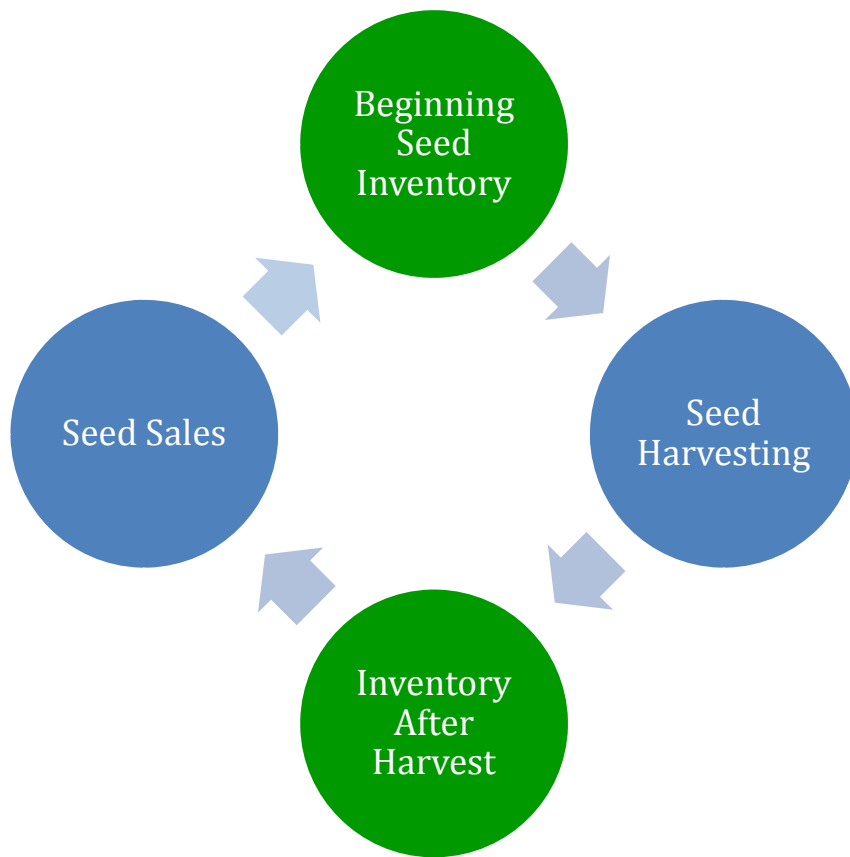 Beginning
Seed
Inventory
Seed
Harvesting
Inventory
After
Harvest
Seed Sales